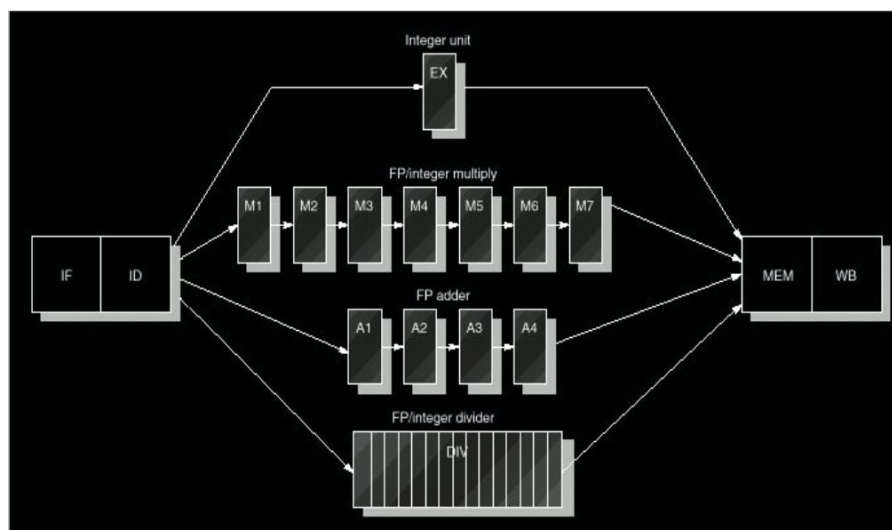 Integer unit
EX
FP/integer multiply
M1 M2 M3 M4 M5 M6 M7
IF ID MEM WB
FP adder
A1 A2 A3 A4
FP/integer divider
DIV